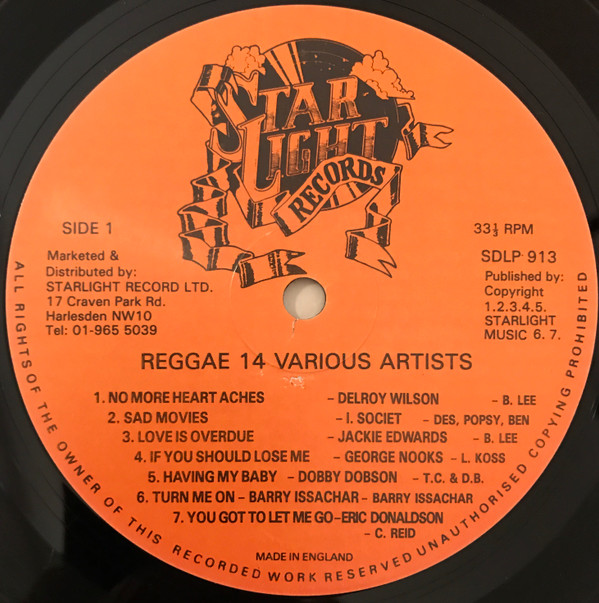 STAR
LIGHT
RECORDS
SIDE 1
33⅓ RPM
Marketed &
Distributed by:
STARLIGHT RECORD LTD.
17 Craven Park Rd.
Harlesden NW10
Tel: 01-965 5039
SDLP 913
Published by:
Copyright
1.2.3.4.5.
STARLIGHT
MUSIC 6. 7.
REGGAE 14 VARIOUS ARTISTS
1. NO MORE HEART ACHES – DELROY WILSON – B. LEE
2. SAD MOVIES – I. SOCIET – DES, POPSY, BEN
3. LOVE IS OVERDUE – JACKIE EDWARDS – B. LEE
4. IF YOU SHOULD LOSE ME – GEORGE NOOKS – L. KOSS
5. HAVING MY BABY – DOBBY DOBSON – T.C. & D.B.
6. TURN ME ON – BARRY ISSACHAR – BARRY ISSACHAR
7. YOU GOT TO LET ME GO – ERIC DONALDSON
– C. REID
MADE IN ENGLAND
ALL RIGHTS OF THE OWNER OF THIS RECORDED WORK RESERVED UNAUTHORISED COPYING PROHIBITED